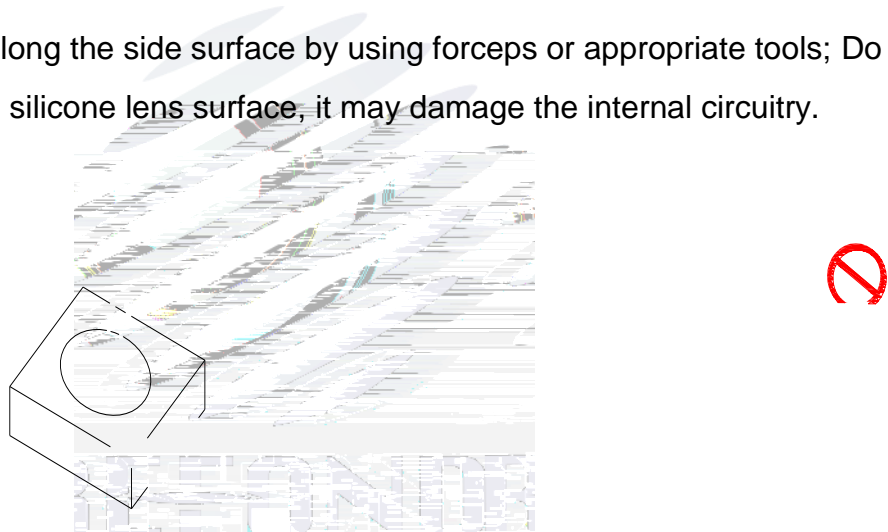 long the side surface by using forceps or appropriate tools; Do
silicone lens surface, it may damage the internal circuitry.